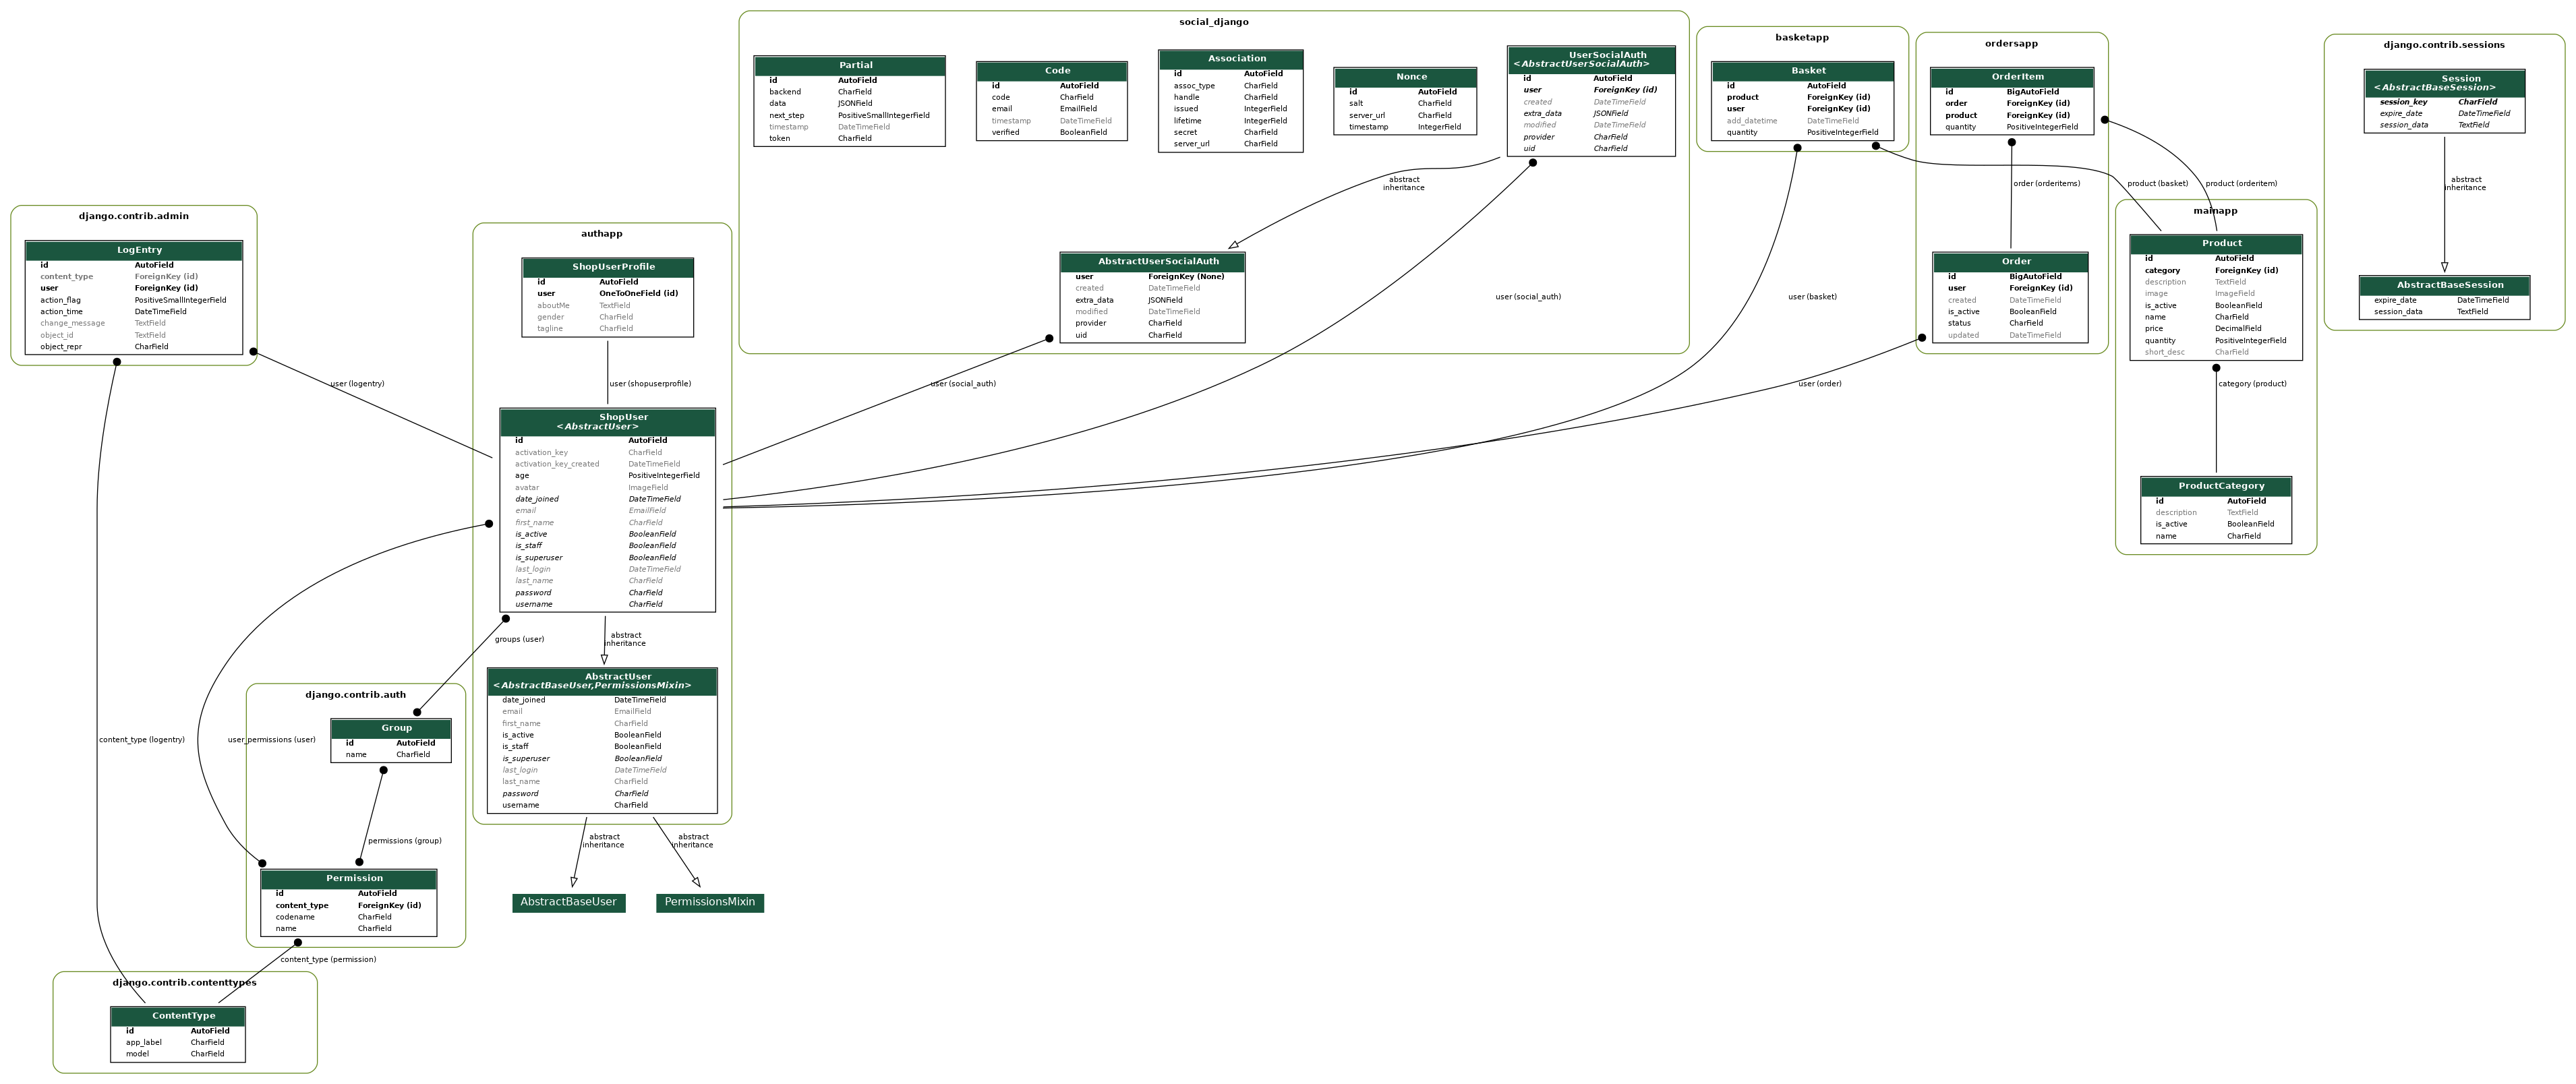 social_django
Partial
id AutoField
backend CharField
data JSONField
next_step PositiveSmallIntegerField
timestamp DateTimeField
token CharField
Code
id AutoField
code CharField
email EmailField
timestamp DateTimeField
verified BooleanField
Association
id AutoField
assoc_type CharField
handle CharField
issued IntegerField
lifetime IntegerField
secret CharField
server_url CharField
Nonce
id AutoField
salt CharField
server_url CharField
timestamp IntegerField
UserSocialAuth
<AbstractUserSocialAuth>
id AutoField
user ForeignKey (id)
created DateTimeField
extra_data JSONField
modified DateTimeField
provider CharField
uid CharField
abstract
inheritance
AbstractUserSocialAuth
user ForeignKey (None)
created DateTimeField
extra_data JSONField
modified DateTimeField
provider CharField
uid CharField
user (social_auth)
user (social_auth)
basketapp
Basket
id AutoField
product ForeignKey (id)
user ForeignKey (id)
add_datetime DateTimeField
quantity PositiveIntegerField
user (basket)
product (basket)
ordersapp
OrderItem
id BigAutoField
order ForeignKey (id)
product ForeignKey (id)
quantity PositiveIntegerField
order (orderitems)
product (orderitem)
Order
id BigAutoField
user ForeignKey (id)
created DateTimeField
is_active BooleanField
status CharField
updated DateTimeField
user (order)
mainapp
Product
id AutoField
category ForeignKey (id)
description TextField
image ImageField
is_active BooleanField
name CharField
price DecimalField
quantity PositiveIntegerField
short_desc CharField
category (product)
ProductCategory
id AutoField
description TextField
is_active BooleanField
name CharField
django.contrib.sessions
Session
<AbstractBaseSession>
session_key CharField
expire_date DateTimeField
session_data TextField
abstract
inheritance
AbstractBaseSession
expire_date DateTimeField
session_data TextField
django.contrib.admin
LogEntry
id AutoField
content_type ForeignKey (id)
user ForeignKey (id)
action_flag PositiveSmallIntegerField
action_time DateTimeField
change_message TextField
object_id TextField
object_repr CharField
user (logentry)
content_type (logentry)
authapp
ShopUserProfile
id AutoField
user OneToOneField (id)
aboutMe TextField
gender CharField
tagline CharField
user (shopuserprofile)
ShopUser
<AbstractUser>
id AutoField
activation_key CharField
activation_key_created DateTimeField
age PositiveIntegerField
avatar ImageField
date_joined DateTimeField
email EmailField
first_name CharField
is_active BooleanField
is_staff BooleanField
is_superuser BooleanField
last_login DateTimeField
last_name CharField
password CharField
username CharField
groups (user)
abstract
inheritance
AbstractUser
<AbstractBaseUser,PermissionsMixin>
date_joined DateTimeField
email EmailField
first_name CharField
is_active BooleanField
is_staff BooleanField
is_superuser BooleanField
last_login DateTimeField
last_name CharField
password CharField
username CharField
abstract
inheritance
abstract
inheritance
AbstractBaseUser
PermissionsMixin
user_permissions (user)
django.contrib.auth
Group
id AutoField
name CharField
permissions (group)
Permission
id AutoField
content_type ForeignKey (id)
codename CharField
name CharField
content_type (permission)
django.contrib.contenttypes
ContentType
id AutoField
app_label CharField
model CharField